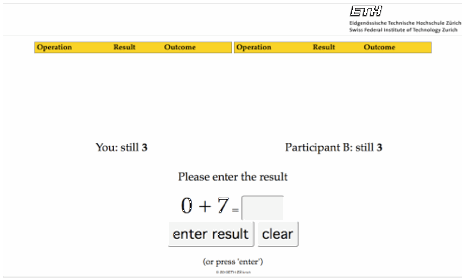 ETH
Eidgenössische Technische Hochschule Zürich
Swiss Federal Institute of Technology Zurich
Operation Result Outcome Operation Result Outcome
You: still 3 Participant B: still 3
Please enter the result
0 + 7 =
enter result clear
(or press 'enter')